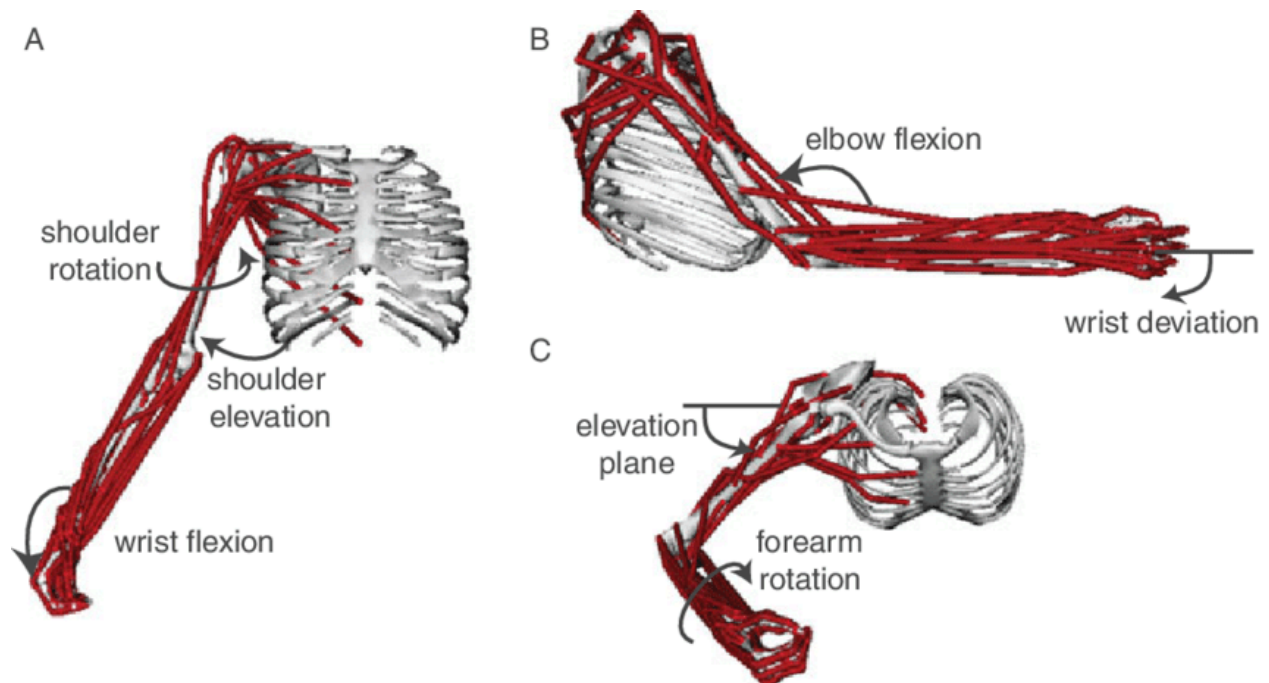 A
shoulder
rotation
shoulder
elevation
wrist flexion
B
elbow flexion
wrist deviation
C
elevation
plane
forearm
rotation